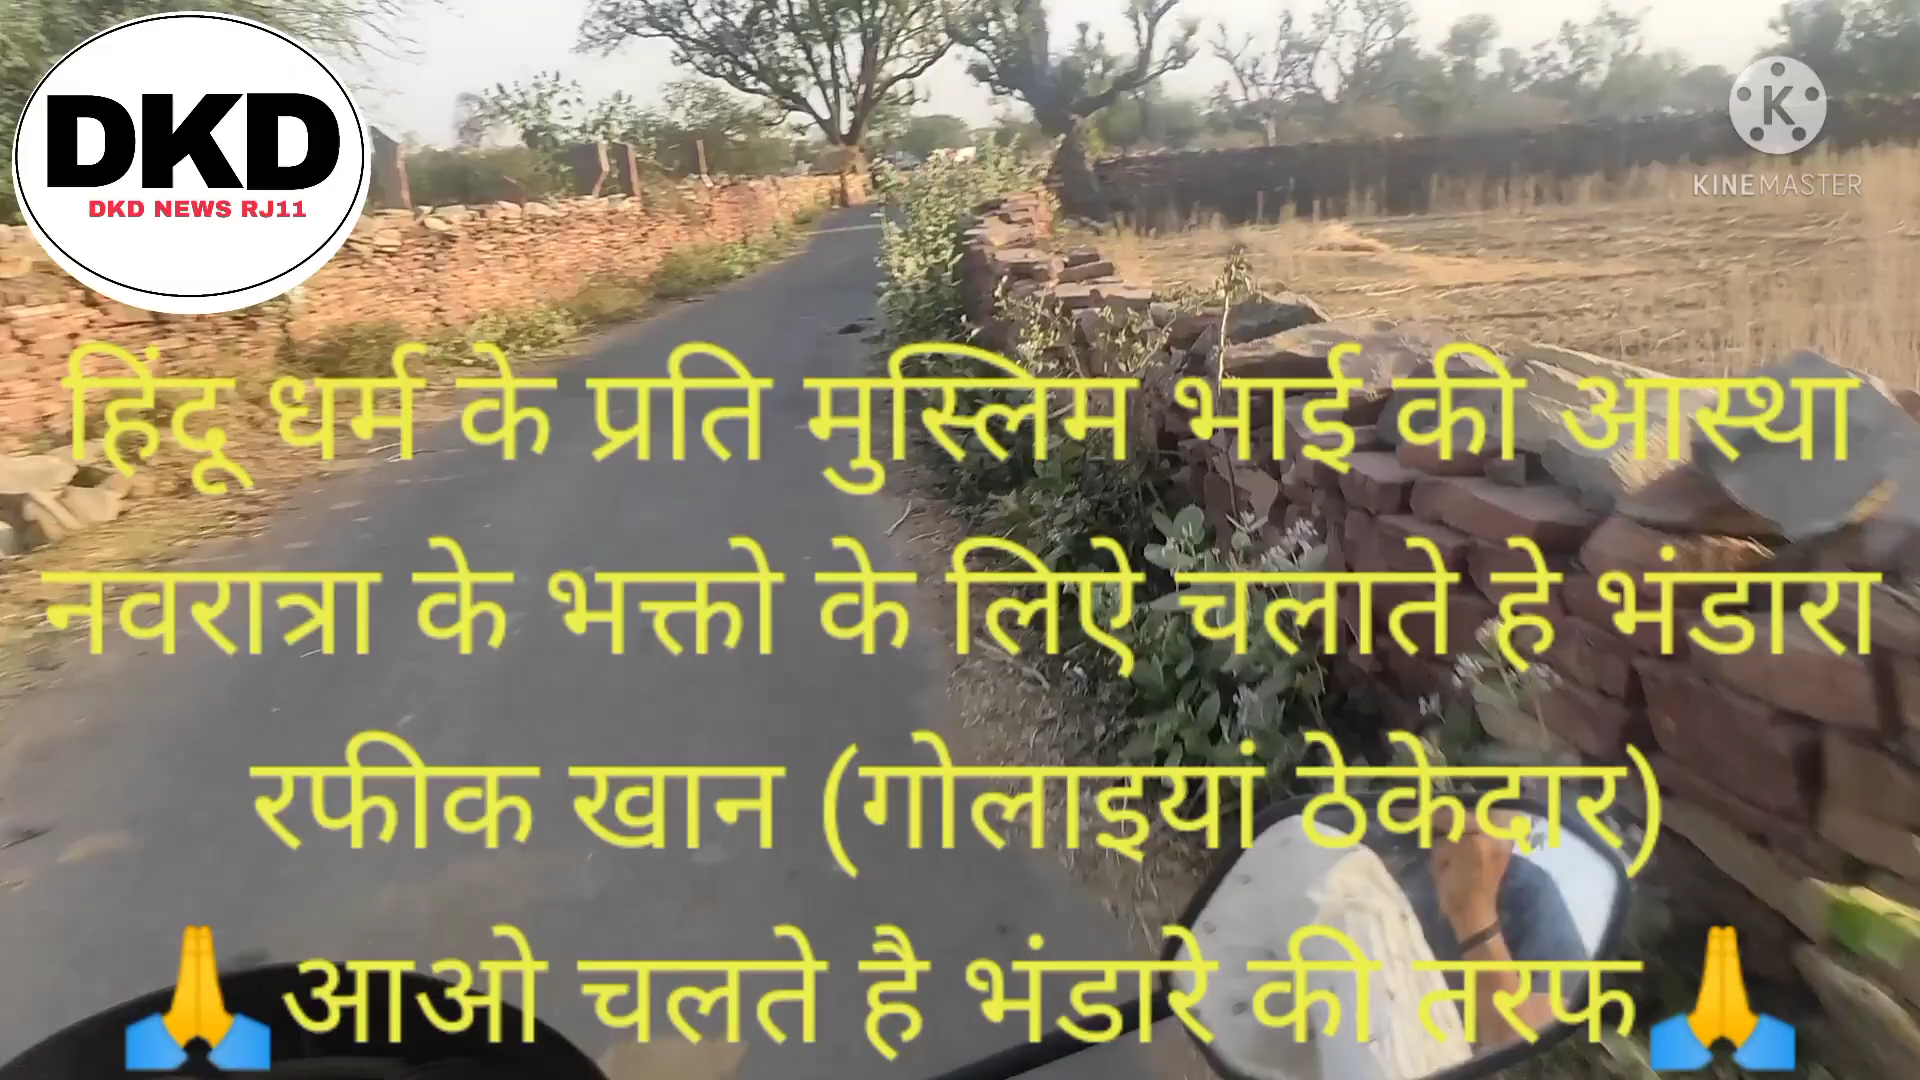 DKD
DKD NEWS RJ11
K
KINEMASTER
हिंदू धर्म के प्रति मुस्लिम भाई की आस्था
नवरात्रा के भक्तो के लिऐ चलाते हे भंडारा
रफीक खान (गोलाइयां ठेकेदार)
🙏आओ चलते है भंडारे की तरफ🙏